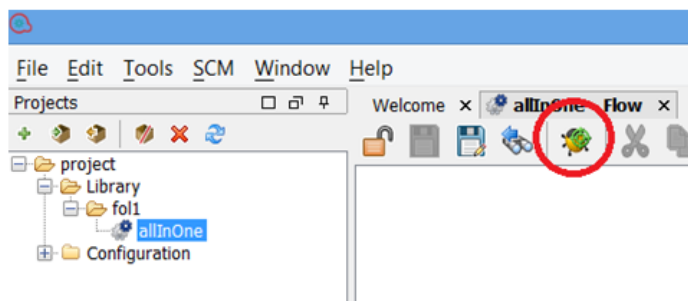 File Edit Tools SCM Window Help
Projects
Welcome allInOne - Flow
project
Library
fol1
allInOne
Configuration